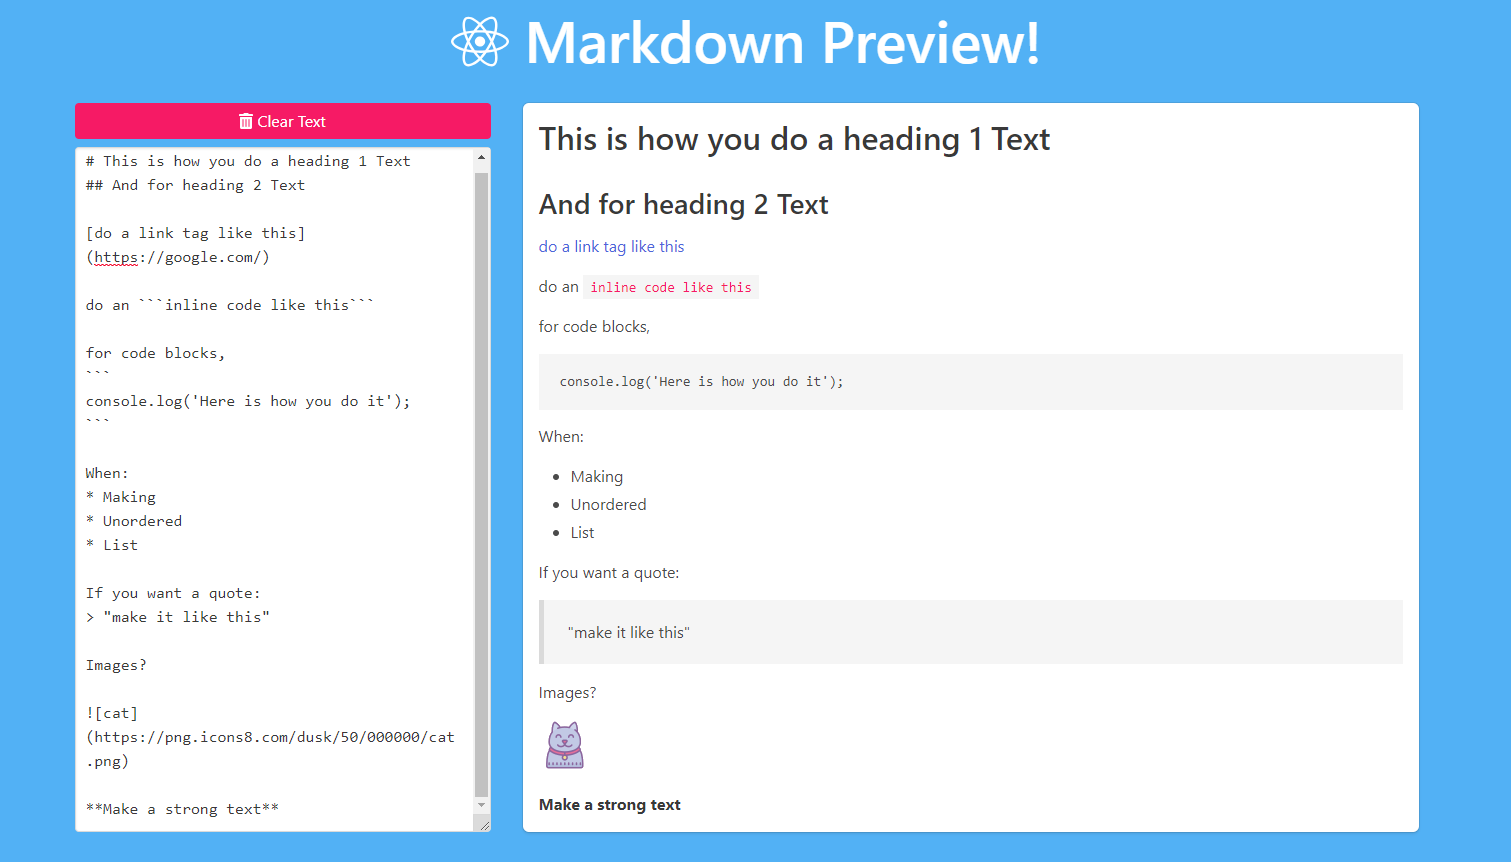 Markdown Preview!
Clear Text
# This is how you do a heading 1 Text
## And for heading 2 Text
[do a link tag like this]
(https://google.com/)
do an ```inline code like this```
for code blocks,
```
console.log('Here is how you do it');
```
When:
* Making
* Unordered
* List
If you want a quote:
> "make it like this"
Images?
![cat]
(https://png.icons8.com/dusk/50/000000/cat
.png)
**Make a strong text**
This is how you do a heading 1 Text
And for heading 2 Text
do a link tag like this
do an inline code like this
for code blocks,
console.log('Here is how you do it');
When:
• Making
• Unordered
• List
If you want a quote:
"make it like this"
Images?
Make a strong text